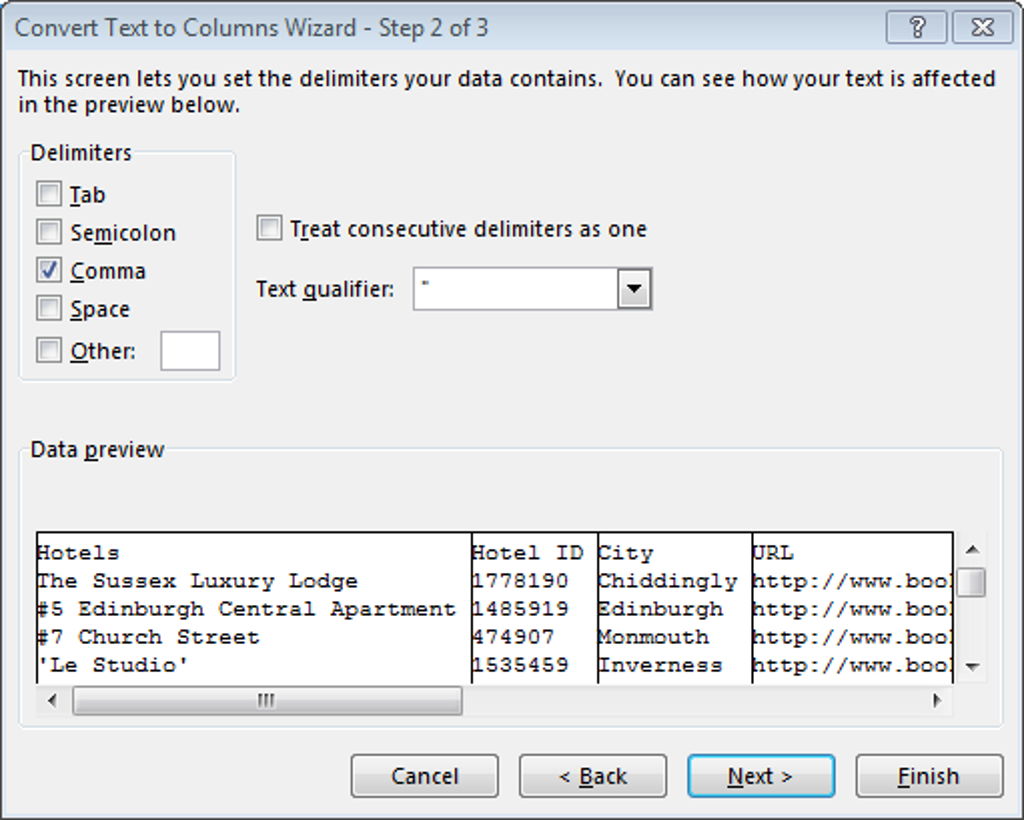 Convert Text to Columns Wizard - Step 2 of 3
This screen lets you set the delimiters your data contains.  You can see how your text is affected
in the preview below.
Delimiters
Tab
Semicolon
Comma
Space
Other:
Treat consecutive delimiters as one
Text qualifier: "
Data preview
Hotels Hotel ID City URL
The Sussex Luxury Lodge 1778190 Chiddingly http://www.bool
#5 Edinburgh Central Apartment 1485919 Edinburgh http://www.bool
#7 Church Street 474907 Monmouth http://www.bool
'Le Studio' 1535459 Inverness http://www.bool
Cancel < Back Next > Finish